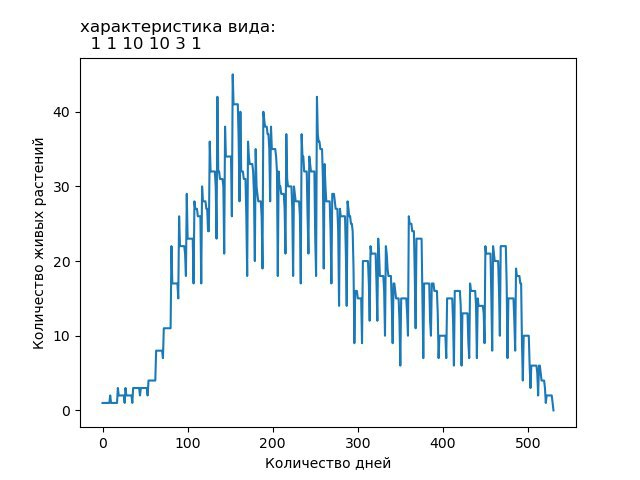 характеристика вида:
1 1 10 10 3 1
40
30
20
10
0
Количество живых растений
0 100 200 300 400 500
Количество дней